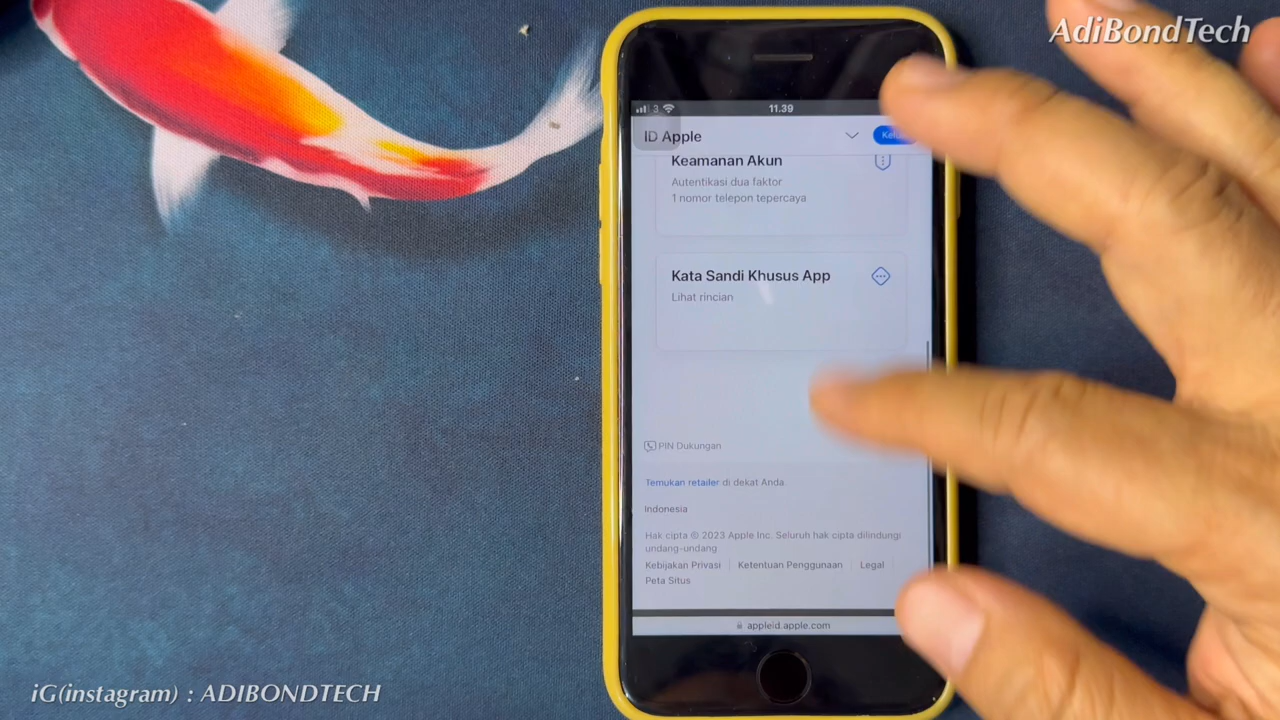 AdiBondTech
3
11.39
ID Apple
Keamanan Akun
Autentikasi dua faktor
1 nomor telepon tepercaya
Kata Sandi Khusus App
Lihat rincian
PIN Dukungan
Temukan retailer di dekat Anda
Indonesia
Hak cipta © 2023 Apple Inc. Seluruh hak cipta dilindungi
undang-undang
Kebijakan Privasi Ketentuan Penggunaan Legal
Peta Situs
appleid.apple.com
iG(instagram) : ADIBONDTECH